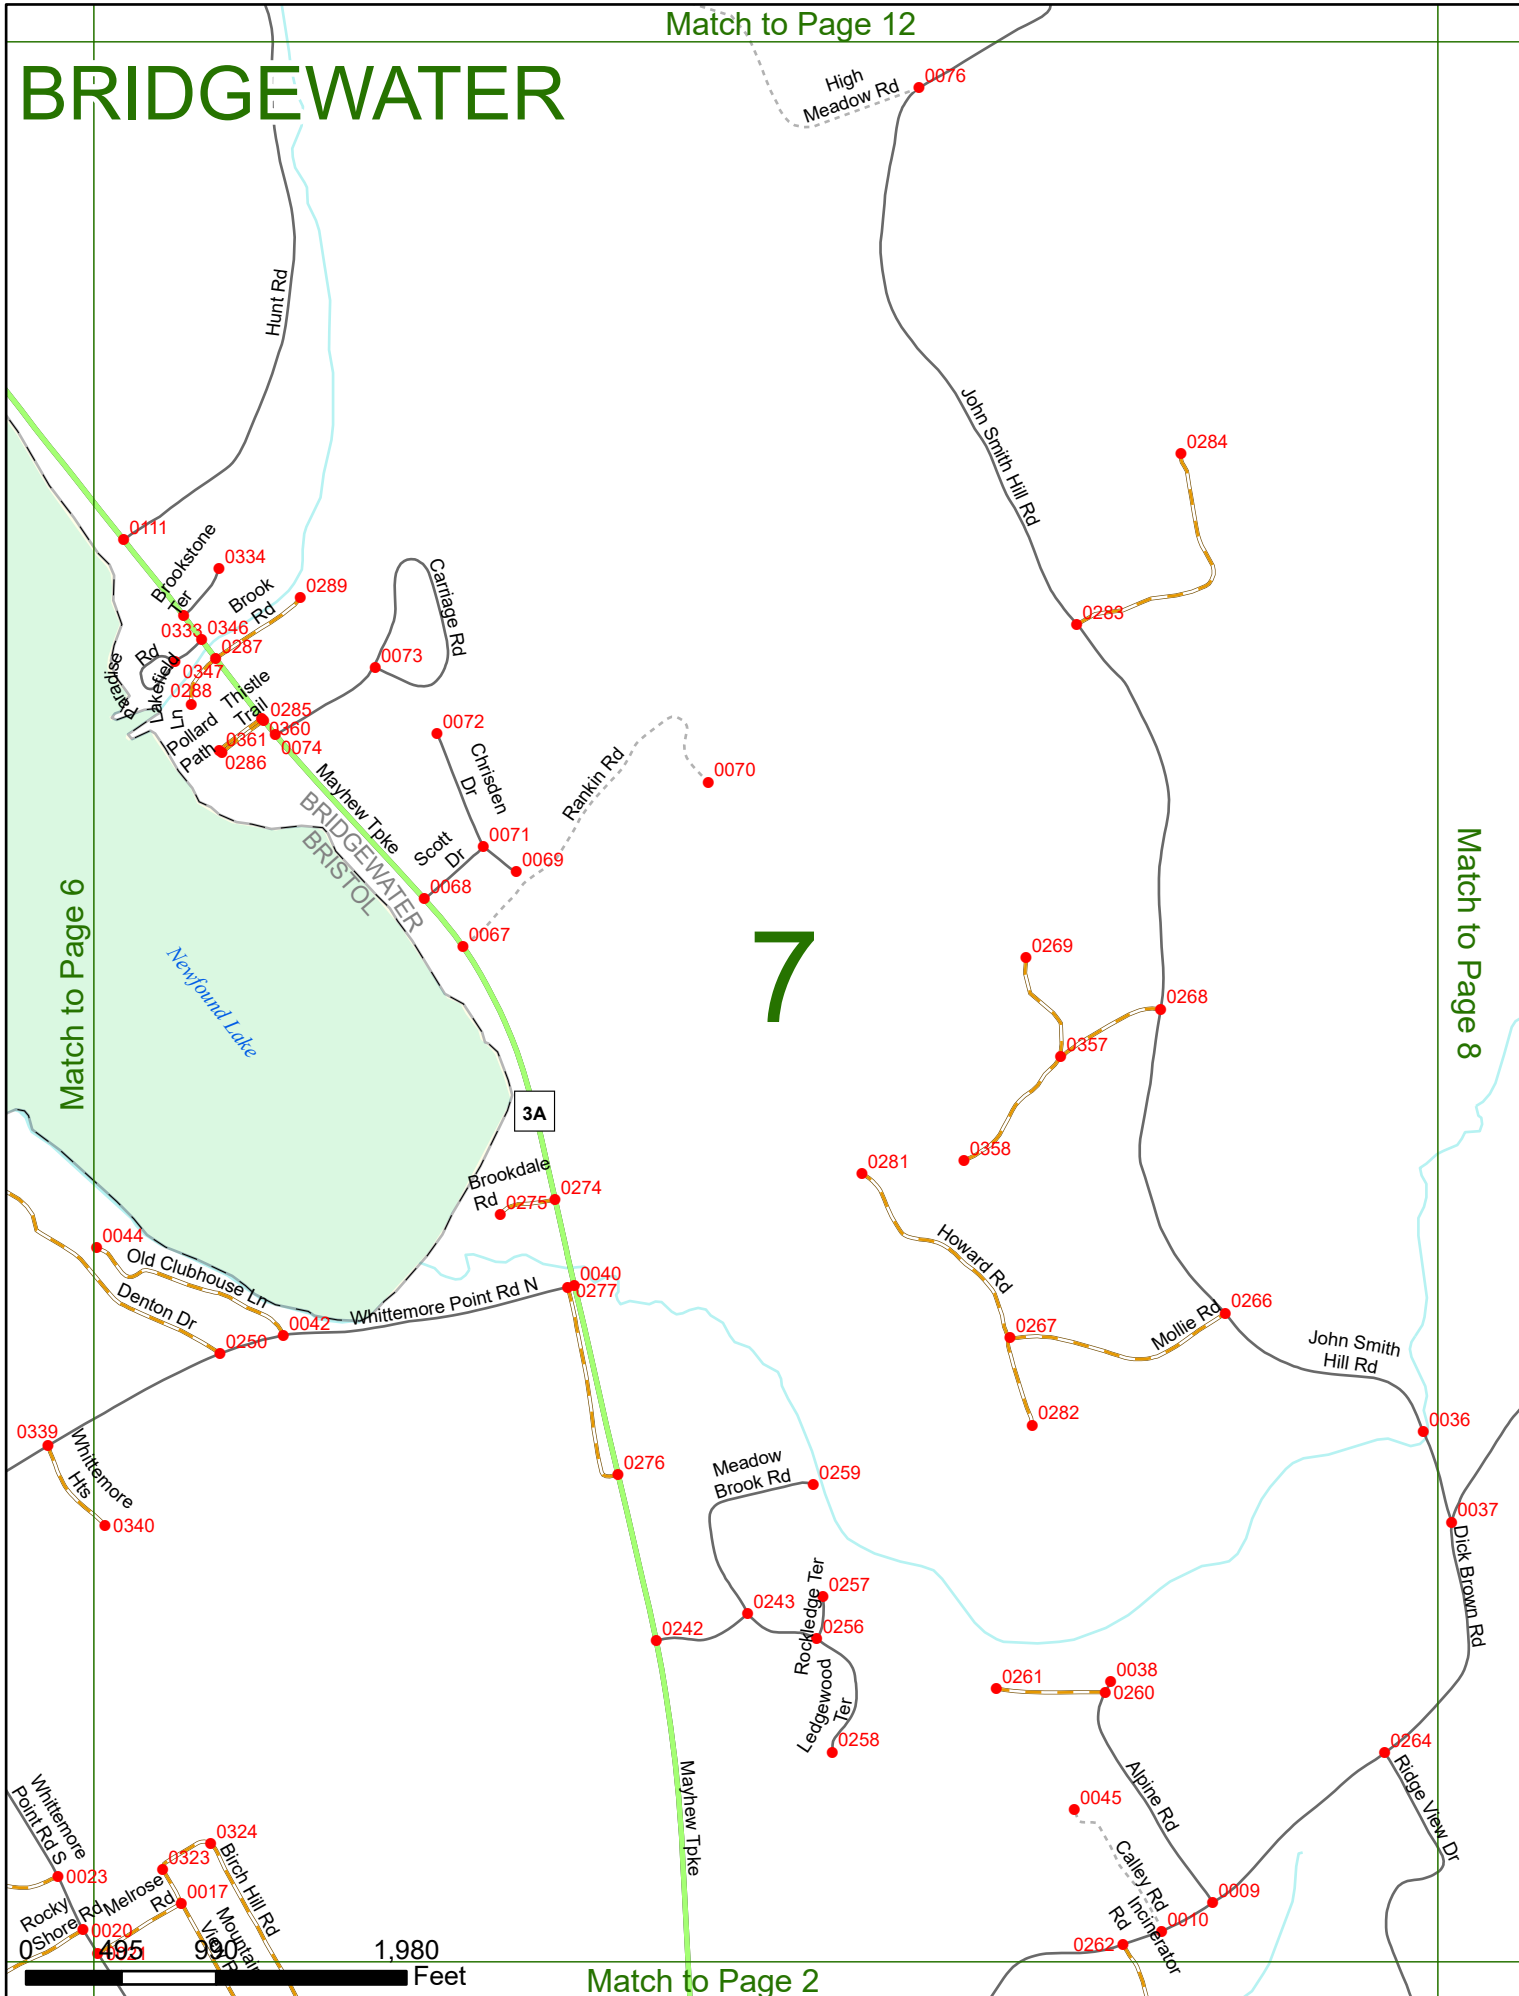 Match to Page 12
BRIDGEWATER
High
Meadow Rd
0076
Hunt Rd
John Smith Hill Rd
0284
0111
Brookstone
Ter
0334
Brook
Rd
0289
Carriage Rd
0283
0333
0346
0287
Paradise
Rd
Lakefield
Ln
0347
0288
0073
Thistle
Trail
0285
0360
0074
Pollard
Path
0361
0286
0072
Chrisden
Dr
Rankin Rd
0070
Mayhew Tpke
BRIDGEWATER
BRISTOL
Scott
Dr
0071
0069
0068
0067
Match to Page 6
Newfound Lake
7
Match to Page 8
0269
0268
0357
0358
3A
0281
Brookdale
Rd
0275
0274
0044
Old Clubhouse Ln
Denton Dr
0042
0250
Whittemore Point Rd N
0040
0277
Howard Rd
0267
Mollie Rd
0266
John Smith
Hill Rd
0282
0036
0339
Whittemore
Hts
0340
0276
Meadow
Brook Rd
0259
0037
Dick Brown Rd
0242
0243
Rockledge Ter
0257
0256
Ledgewood
Ter
0258
0261
0038
0260
0264
Ridge View Dr
Alpine Rd
0045
Calley Rd
Mayhew Tpke
Whittemore
Point Rd S
0023
0324
0323
Birch Hill Rd
Melrose
Rd
0017
Rocky
Shore Rd
0020
0021
Mountain
View R
0009
0010
Incinerator
Rd
0262
0 495 990 1,980
Feet
Match to Page 2